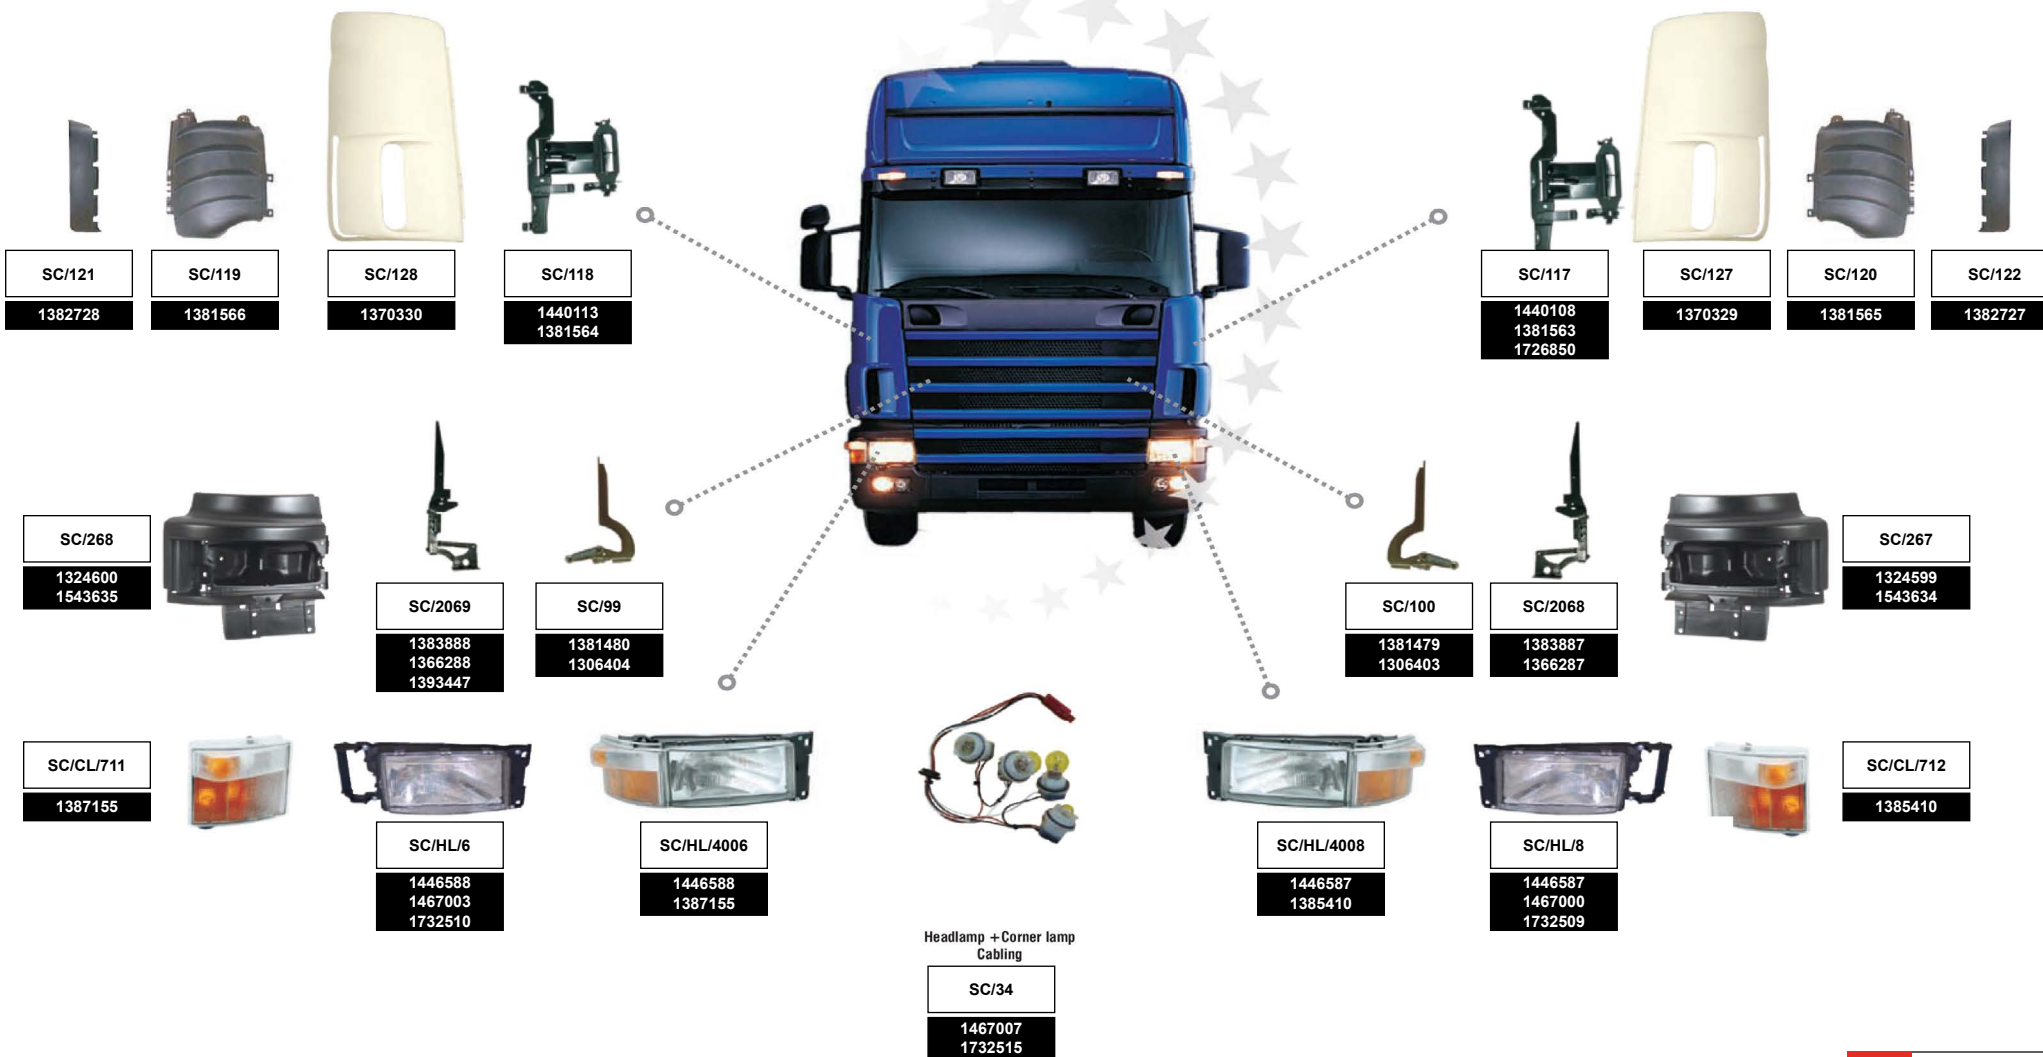 SC/121
1382728
SC/119
1381566
SC/128
1370330
SC/118
1440113
1381564
SC/117
1440108
1381563
1726850
SC/127
1370329
SC/120
1381565
SC/122
1382727
SC/268
1324600
1543635
SC/2069
1383888
1366288
1393447
SC/99
1381480
1306404
SC/100
1381479
1306403
SC/2068
1383887
1366287
SC/267
1324599
1543634
SC/CL/711
1387155
SC/HL/6
1446588
1467003
1732510
SC/HL/4006
1446588
1387155
SC/HL/4008
1446587
1385410
SC/HL/8
1446587
1467000
1732509
SC/CL/712
1385410
Headlamp +Corner lamp
Cabling
SC/34
1467007
1732515